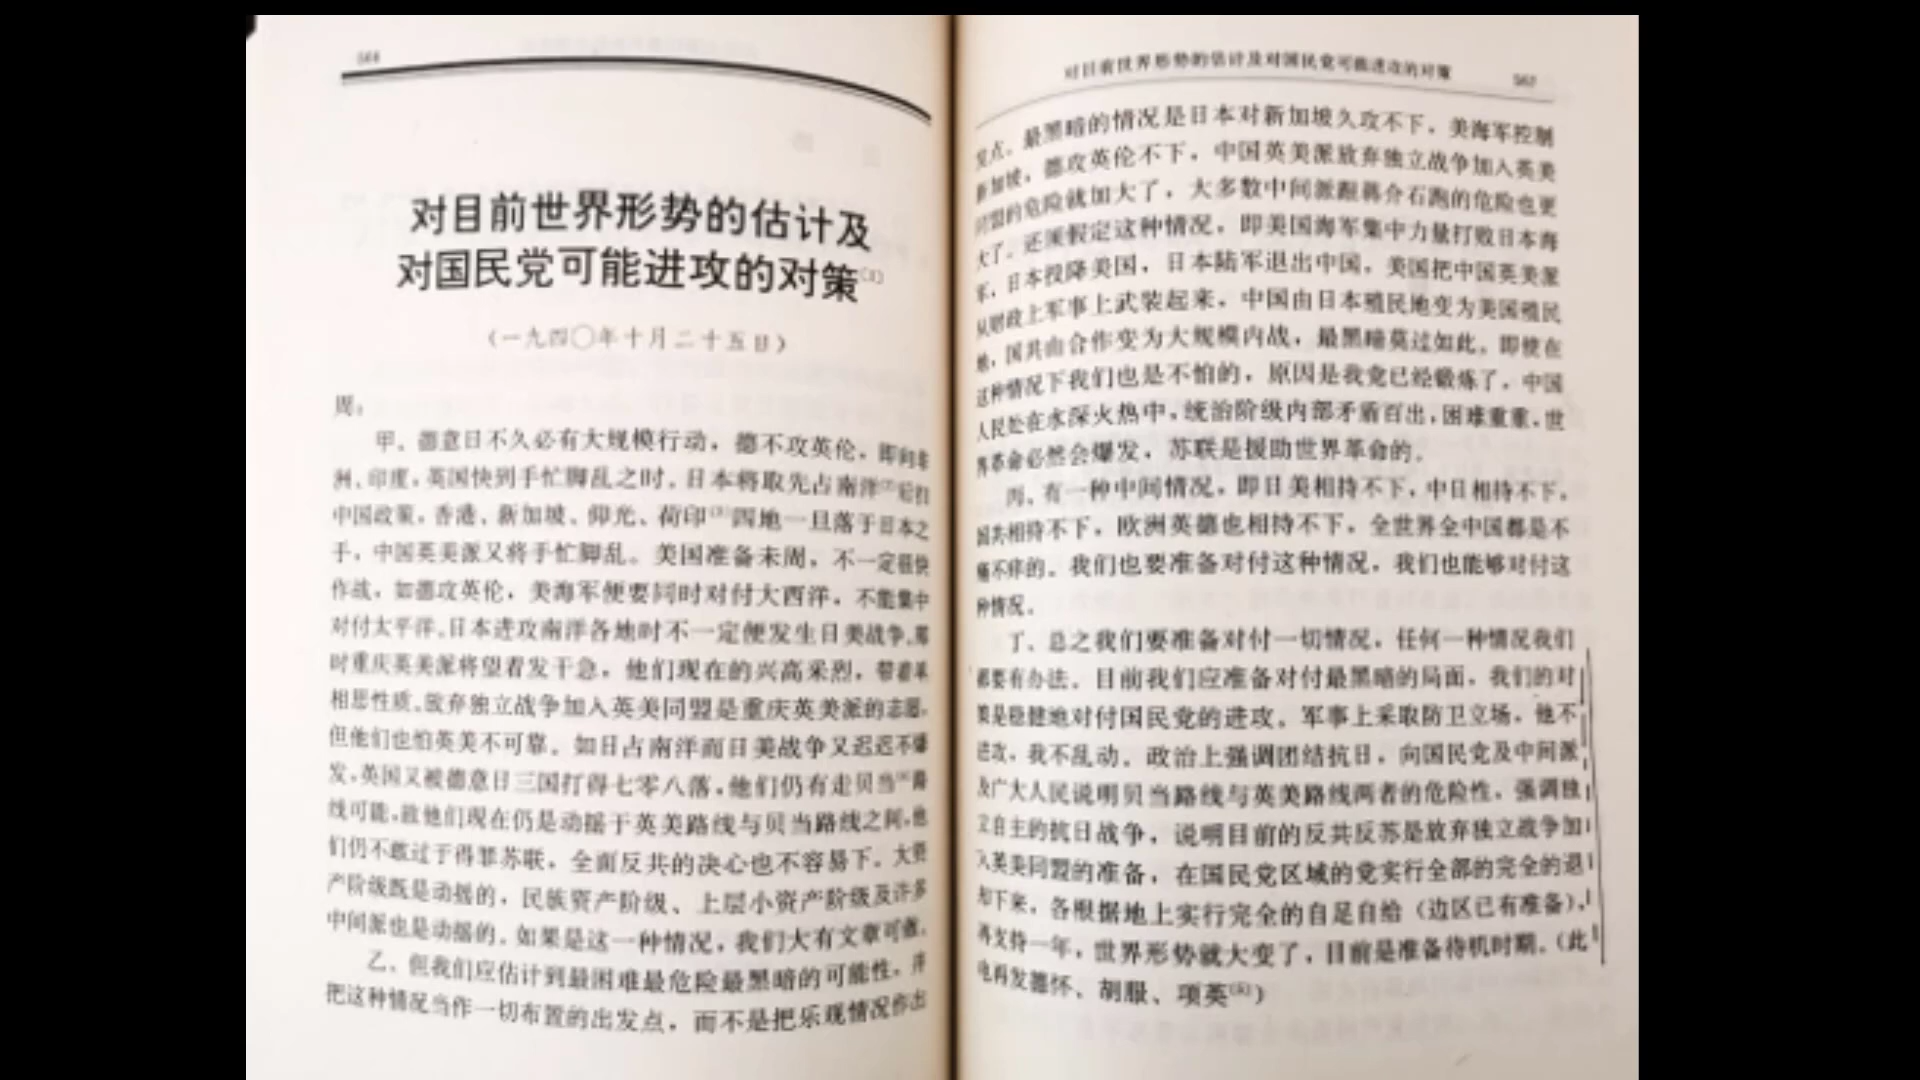 对目前世界形势的估计及
对国民党可能进攻的对策〔1〕
（一九四〇年十月二十五日）
周：
甲、德意日不久必有大规模行动，德不攻英伦，即向非
洲、印度，英国快到手忙脚乱之时。日本将取先占南洋〔2〕后打
中国政策，香港、新加坡、仰光、荷印〔3〕四地一旦落于日本之
手，中国英美派又将手忙脚乱。美国准备未周，不一定很快
作战，如德攻英伦，美海军便要同时对付大西洋，不能集中
对付太平洋。日本进攻南洋各地时不一定便发生日美战争，那
时重庆英美派将望着发干急，他们现在的兴高采烈，带着单
相思性质。放弃独立战争加入英美同盟是重庆英美派的志愿，
但他们也怕英美不可靠。如日占南洋而日美战争又迟迟不爆
发，英国又被德意日三国打得七零八落，他们仍有走贝当〔4〕路
线可能，故他们现在仍是动摇于英美路线与贝当路线之间，他
们仍不敢过于得罪苏联，全面反共的决心也不容易下。大资
产阶级既是动摇的，民族资产阶级、上层小资产阶级及许多
中间派也是动摇的。如果是这一种情况，我们大有文章可做。
乙、但我们应估计到最困难最危险最黑暗的可能性，并
把这种情况当作一切布置的出发点，而不是把乐观情况作出
对目前世界形势的估计及对国民党可能进攻的对策 567
发点。最黑暗的情况是日本对新加坡久攻不下，美海军控制
新加坡，德攻英伦不下，中国英美派放弃独立战争加入英美
同盟的危险就加大了，大多数中间派跟蒋介石跑的危险也更
大了。还须假定这种情况，即美国海军集中力量打败日本海
军，日本投降美国，日本陆军退出中国，美国把中国英美派
从财政上军事上武装起来，中国由日本殖民地变为美国殖民
地，国共由合作变为大规模内战，最黑暗莫过如此。即使在
这种情况下我们也是不怕的，原因是我党已经锻炼了，中国
人民处在水深火热中，统治阶级内部矛盾百出，困难重重，世
界革命必然会爆发，苏联是援助世界革命的。
丙、有一种中间情况，即日美相持不下，中日相持不下，
国共相持不下，欧洲英德也相持不下，全世界全中国都是不
痛不痒的。我们也要准备对付这种情况，我们也能够对付这
种情况。
丁、总之我们要准备对付一切情况，任何一种情况我们
都要有办法。目前我们应准备对付最黑暗的局面，我们的对
策是稳健地对付国民党的进攻。军事上采取防卫立场，他不
进攻，我不乱动。政治上强调团结抗日，向国民党及中间派
及广大人民说明贝当路线与英美路线两者的危险性，强调独
立自主的抗日战争，说明目前的反共反苏是放弃独立战争加
入英美同盟的准备，在国民党区域的党实行全部的完全的退
却下来，各根据地上实行完全的自足自给（边区已有准备），
再支持一年，世界形势就大变了，目前是准备待机时期。（此
电再发德怀、胡服、项英〔5〕）